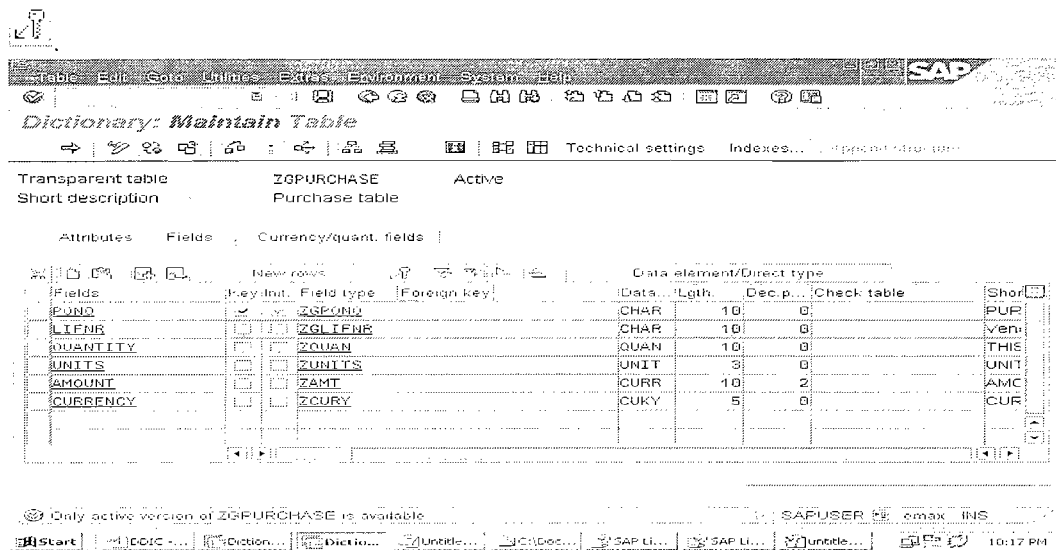 Table Edit Goto Utilities Extras Environment System Help
SAP
Dictionary: Maintain Table
Technical settings Indexes... Append structure
Transparent table ZGPURCHASE Active
Short description Purchase table
Attributes Fields Currency/quant. fields
New rows Data element/Direct type
Fields Key Init. Field type Foreign key Data... Lgth. Dec.p... Check table Shor
PONO ZGPONO CHAR 10 0 PUR
LIFNR ZGLIFNR CHAR 10 0 Ven
QUANTITY ZQUAN QUAN 10 0 THIS
UNITS ZUNITS UNIT 3 0 UNIT
AMOUNT ZAMT CURR 10 2 AMO
CURRENCY ZCURY CUKY 5 0 CUR
Only active version of ZGPURCHASE is available
SAPUSER emax INS
Start DDIC -... Diction... Dictio... Untitle... C:\Doc... SAP Li... SAP Li... Untitle... 10:17 PM